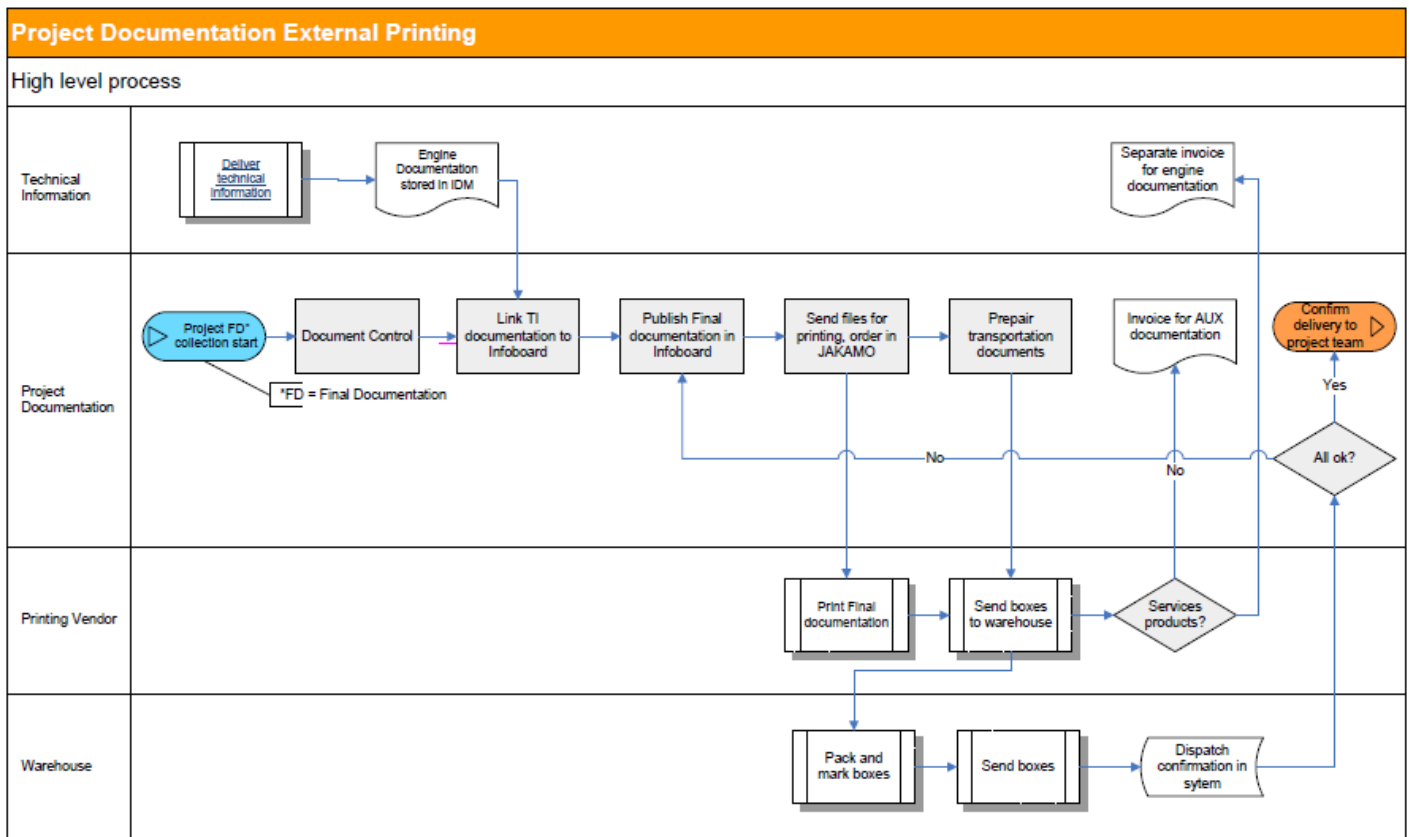 Project Documentation External Printing
High level process
Technical
Information
Deliver
technical
information
Engine
Documentation
stored in IDM
Separate invoice
for engine
documentation
Project
Documentation
Project FD*
collection start
*FD = Final Documentation
Document Control
Link TI
documentation to
Infoboard
Publish Final
documentation in
Infoboard
Send files for
printing, order in
JAKAMO
Prepair
transportation
documents
Invoice for AUX
documentation
Confirm
delivery to
project team
Yes
All ok?
No
No
Printing Vendor
Print Final
documentation
Send boxes
to warehouse
Services
products?
Warehouse
Pack and
mark boxes
Send boxes
Dispatch
confirmation in
sytem